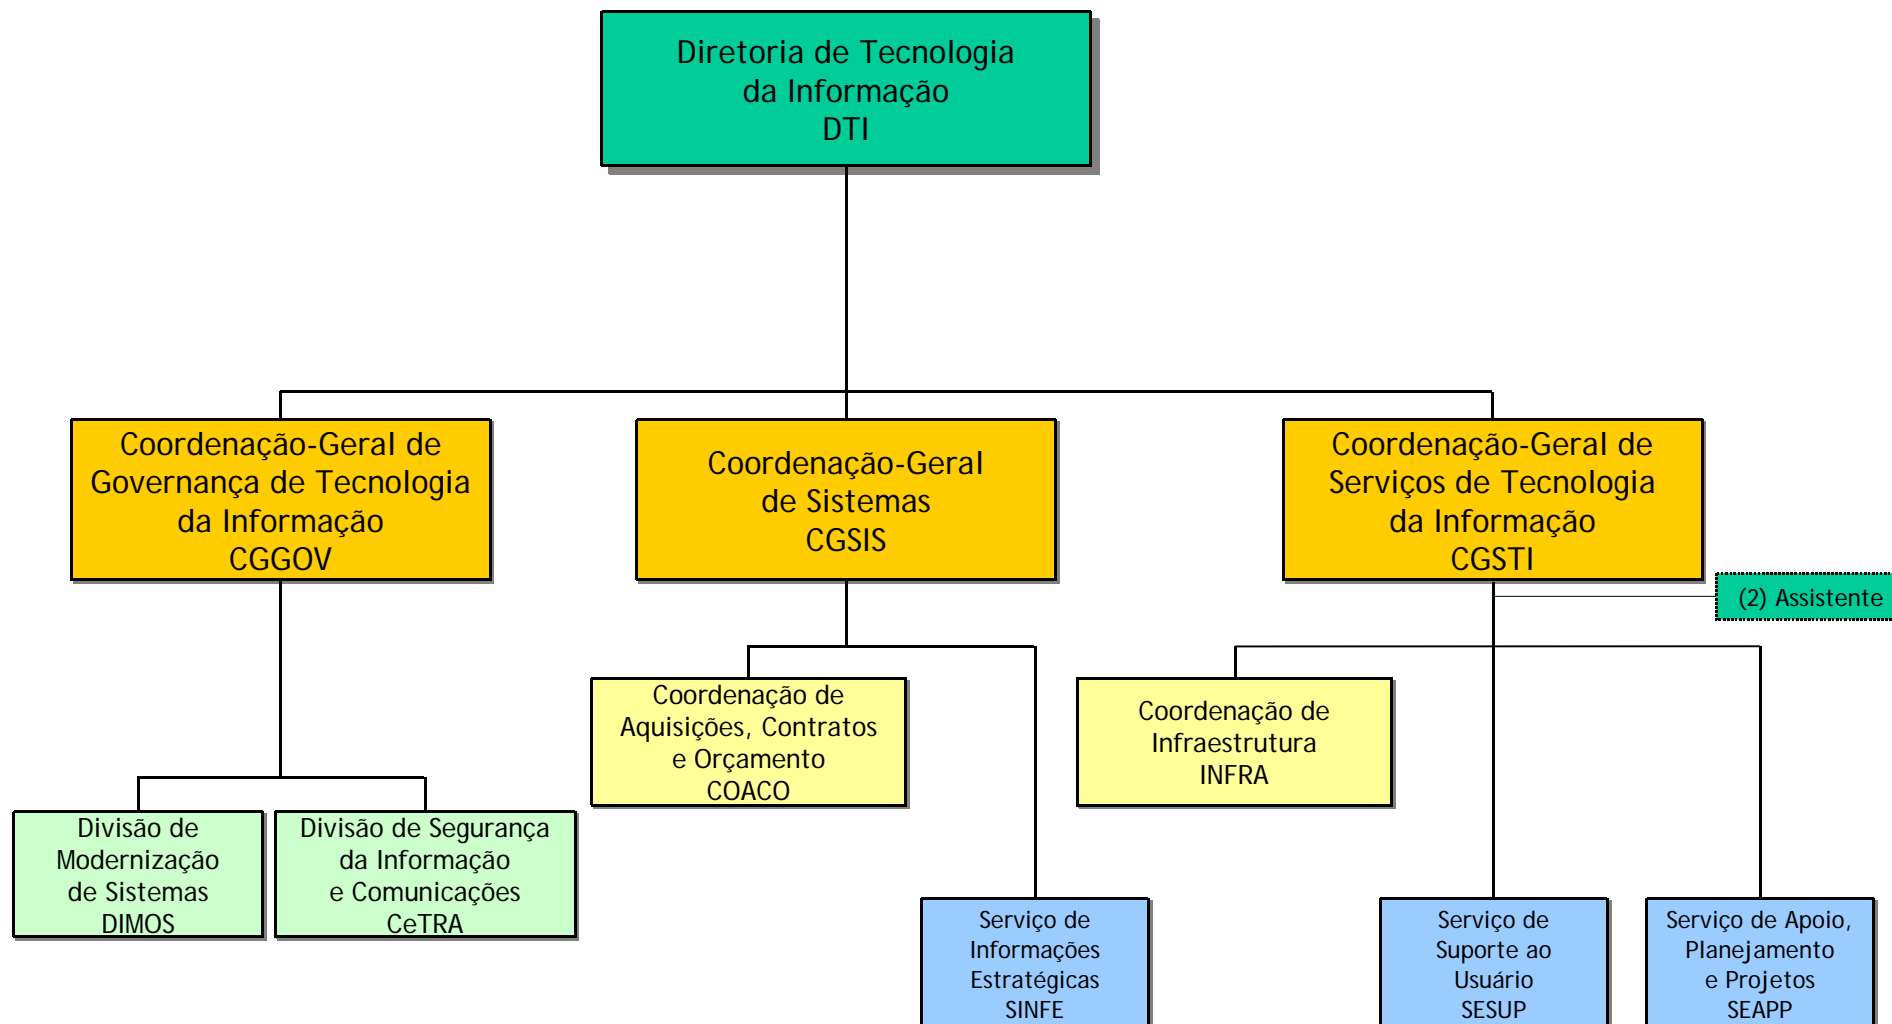 Diretoria de Tecnologia
da Informação
DTI
Coordenação-Geral de
Governança de Tecnologia
da Informação
CGGOV
Coordenação-Geral
de Sistemas
CGSIS
Coordenação-Geral de
Serviços de Tecnologia
da Informação
CGSTI
(2) Assistente
Coordenação de
Aquisições, Contratos
e Orçamento
COACO
Coordenação de
Infraestrutura
INFRA
Divisão de
Modernização
de Sistemas
DIMOS
Divisão de Segurança
da Informação
e Comunicações
CeTRA
Serviço de
Informações
Estratégicas
SINFE
Serviço de
Suporte ao
Usuário
SESUP
Serviço de Apoio,
Planejamento
e Projetos
SEAPP